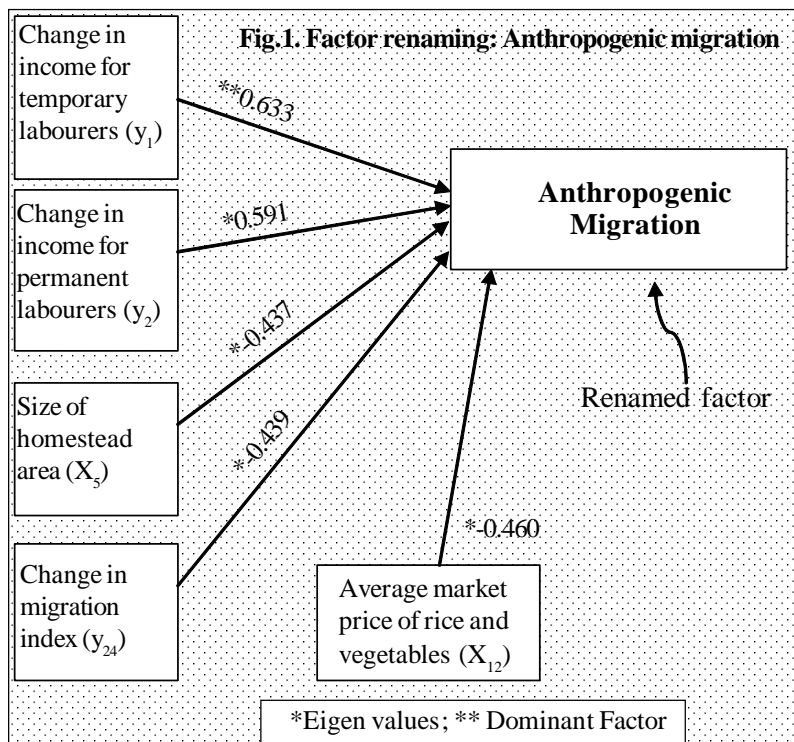 Fig.1. Factor renaming: Anthropogenic migration
Change in
income for
temporary
labourers (y₁)
**0.633
Anthropogenic
Migration
Change in
income for
permanent
labourers (y₂)
*0.591
*-0.437
Size of
homestead
area (X₅)
*-0.439
Renamed factor
Change in
migration
index (y₂₄)
*-0.460
Average market
price of rice and
vegetables (X₁₂)
*Eigen values; ** Dominant Factor